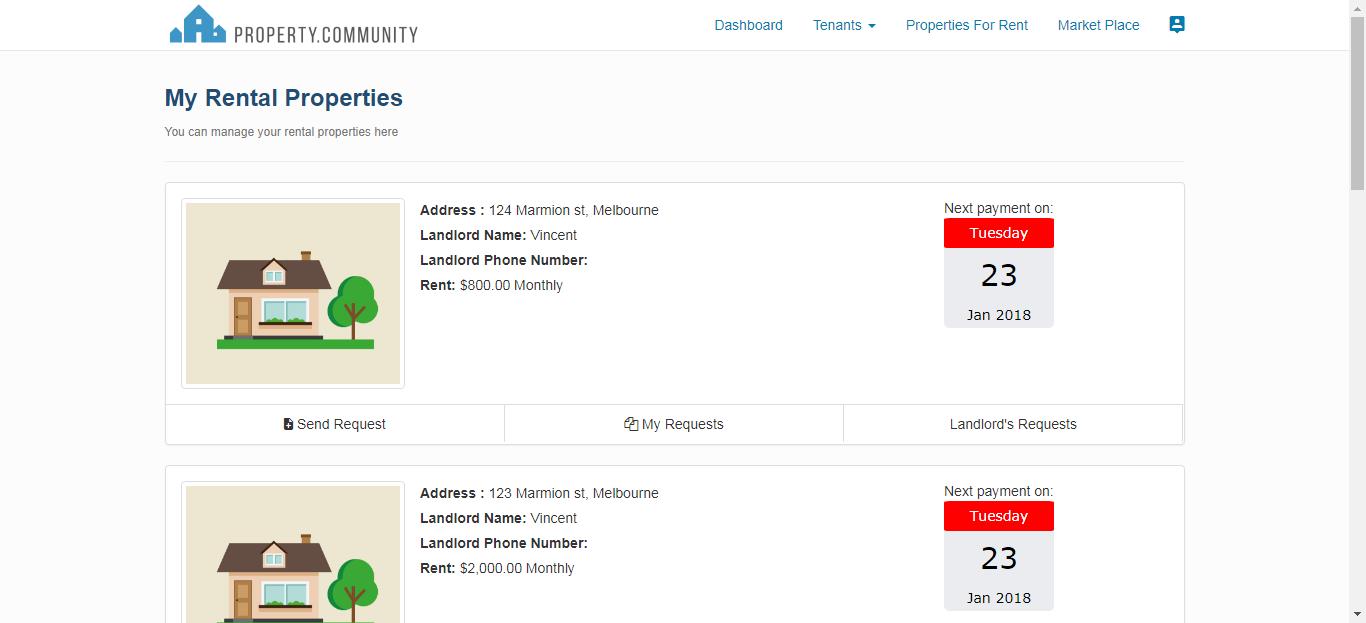 PROPERTY.COMMUNITY
Dashboard
Tenants
Properties For Rent
Market Place
My Rental Properties
You can manage your rental properties here
Address : 124 Marmion st, Melbourne
Landlord Name: Vincent
Landlord Phone Number:
Rent: $800.00 Monthly
Next payment on:
Tuesday
23
Jan 2018
Send Request
My Requests
Landlord's Requests
Address : 123 Marmion st, Melbourne
Landlord Name: Vincent
Landlord Phone Number:
Rent: $2,000.00 Monthly
Next payment on:
Tuesday
23
Jan 2018